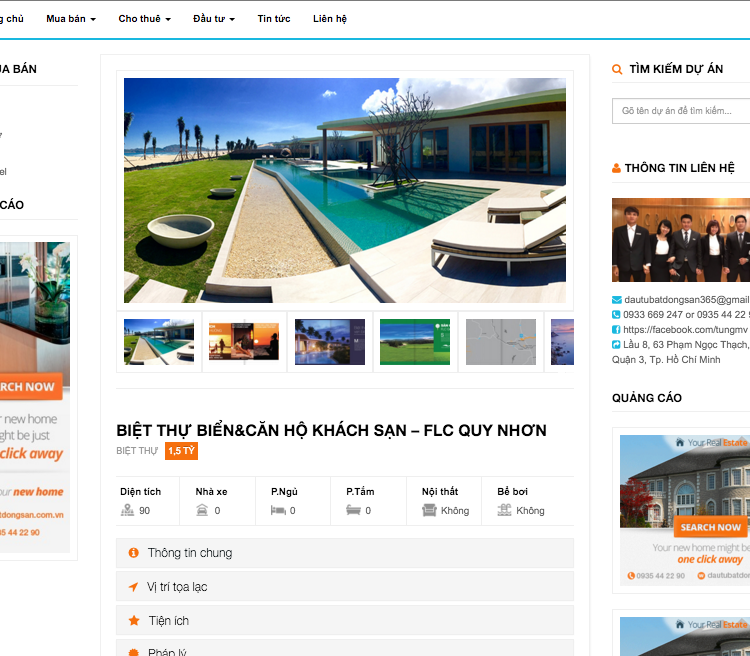 g chủ Mua bán Cho thuê Đầu tư Tin tức Liên hệ
UA BÁN
el
CÁO
RCH NOW
new home
ght be just
click away
our new home
tdongsan.com.vn
35 44 22 90
BIỆT THỰ BIỂN&CĂN HỘ KHÁCH SẠN – FLC QUY NHƠN
BIỆT THỰ 1,5 TỶ
Diện tích Nhà xe P.Ngủ P.Tắm Nội thất Bể bơi
90 0 0 0 Không Không
Thông tin chung
Vị trí tọa lạc
Tiện ích
Pháp lý
TÌM KIẾM DỰ ÁN
Gõ tên dự án để tìm kiếm...
THÔNG TIN LIÊN HỆ
dautubatdongsan365@gmail
0933 669 247 or 0935 44 22
https://facebook.com/tungmv
Lầu 8, 63 Phạm Ngọc Thạch,
Quận 3, Tp. Hồ Chí Minh
QUẢNG CÁO
Your Real Estate
SEARCH NOW
Your new home might be
one click away
0935 44 22 90 dautubatdo
Your Real Estate